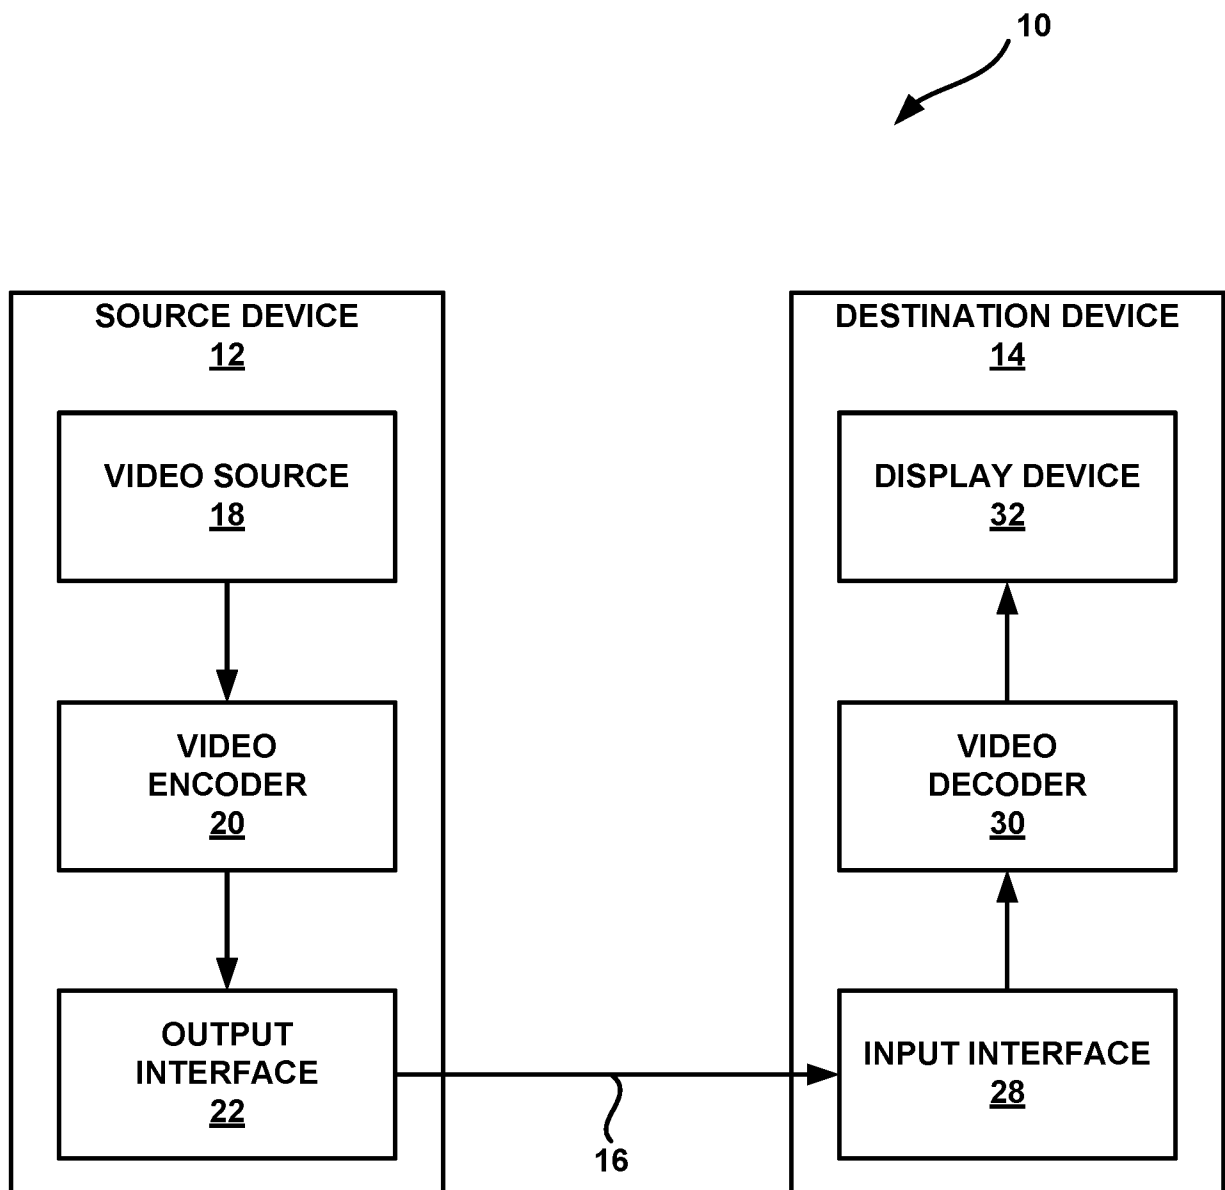 10
SOURCE DEVICE
12
VIDEO SOURCE
18
VIDEO
ENCODER
20
OUTPUT
INTERFACE
22
16
DESTINATION DEVICE
14
DISPLAY DEVICE
32
VIDEO
DECODER
30
INPUT INTERFACE
28